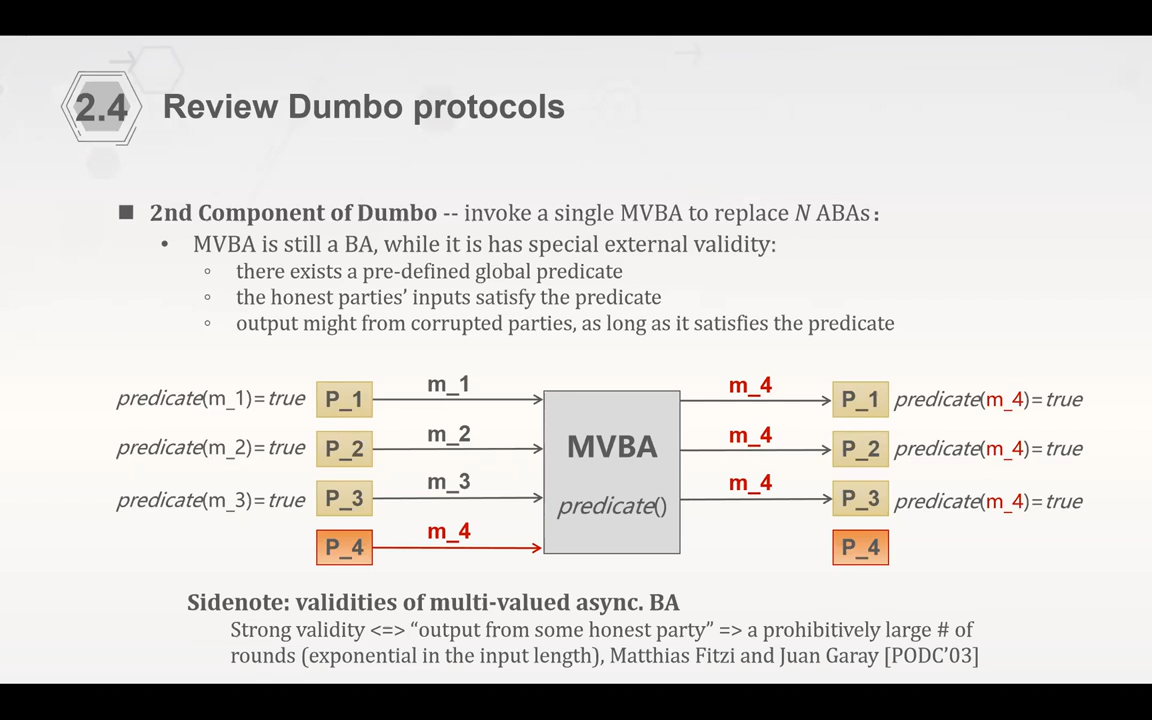 2.4 Review Dumbo protocols
■ 2nd Component of Dumbo -- invoke a single MVBA to replace N ABAs:
• MVBA is still a BA, while it is has special external validity:
◦ there exists a pre-defined global predicate
◦ the honest parties' inputs satisfy the predicate
◦ output might from corrupted parties, as long as it satisfies the predicate
predicate(m_1)=true P_1 m_1 m_4 P_1 predicate(m_4)=true
predicate(m_2)=true P_2 m_2 MVBA m_4 P_2 predicate(m_4)=true
predicate(m_3)=true P_3 m_3 predicate() m_4 P_3 predicate(m_4)=true
P_4 m_4 P_4
Sidenote: validities of multi-valued async. BA
Strong validity <=> “output from some honest party” => a prohibitively large # of
rounds (exponential in the input length), Matthias Fitzi and Juan Garay [PODC’03]